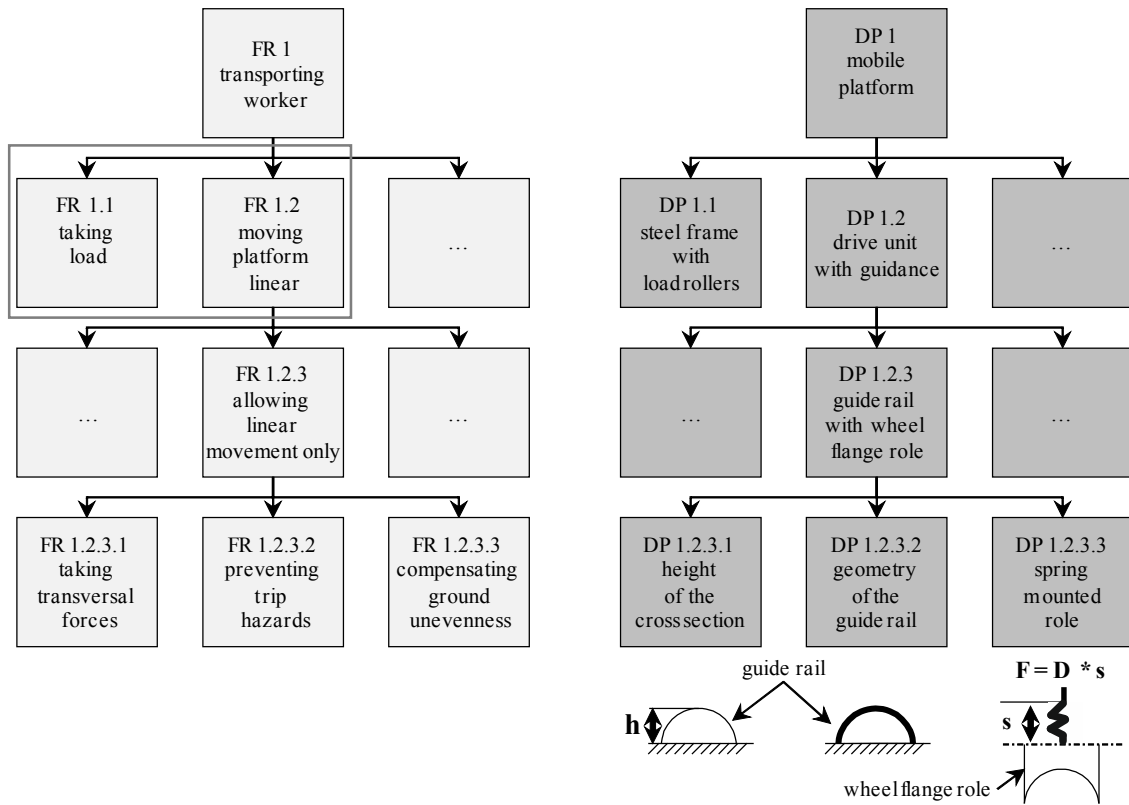 FR 1
transporting
worker
DP 1
mobile
platform
FR 1.1
taking
load
FR 1.2
moving
platform
linear
...
DP 1.1
steel frame
with
load rollers
DP 1.2
drive unit
with guidance
...
...
FR 1.2.3
allowing
linear
movement only
...
...
DP 1.2.3
guide rail
with wheel
flange role
...
FR 1.2.3.1
taking
transversal
forces
FR 1.2.3.2
preventing
trip
hazards
FR 1.2.3.3
compensating
ground
unevenness
DP 1.2.3.1
height
of the
cross section
DP 1.2.3.2
geometry
of the
guide rail
DP 1.2.3.3
spring
mounted
role
guide rail
F = D * s
h
s
wheel flange role